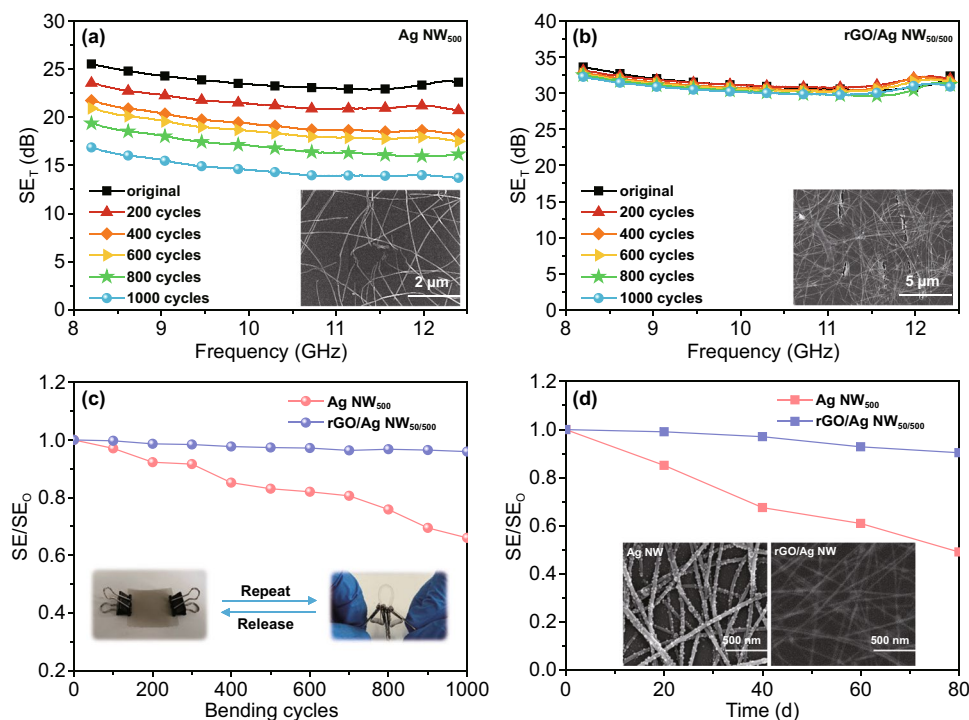 (a)
Ag NW₅₀₀
30
25
20
15
10
5
0
SE_T (dB)
original
200 cycles
400 cycles
600 cycles
800 cycles
1000 cycles
2 µm
8 9 10 11 12
Frequency (GHz)
(b)
rGO/Ag NW₅₀/₅₀₀
40
35
30
25
20
15
10
5
0
SE_T (dB)
original
200 cycles
400 cycles
600 cycles
800 cycles
1000 cycles
5 µm
8 9 10 11 12
Frequency (GHz)
(c)
Ag NW₅₀₀
rGO/Ag NW₅₀/₅₀₀
1.2
1.0
0.8
0.6
0.4
0.2
SE/SE_O
Repeat
Release
0 200 400 600 800 1000
Bending cycles
(d)
Ag NW₅₀₀
rGO/Ag NW₅₀/₅₀₀
1.2
1.0
0.8
0.6
0.4
0.2
0.0
SE/SE_O
Ag NW
500 nm
rGO/Ag NW
500 nm
0 20 40 60 80
Time (d)